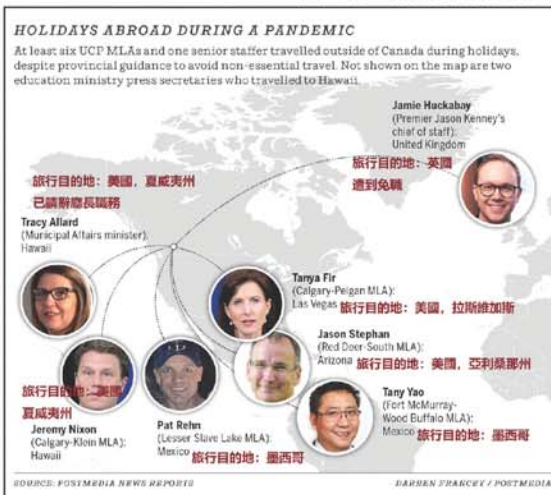 HOLIDAYS ABROAD DURING A PANDEMIC
At least six UCP MLAs and one senior staffer travelled outside of Canada during holidays,
despite provincial guidance to avoid non-essential travel. Not shown on the map are two
education ministry press secretaries who travelled to Hawaii.
Jamie Huckabay
(Premier Jason Kenney's
chief of staff):
United Kingdom
旅行目的地：英國
遭到免職
旅行目的地：美國，夏威夷州
已請辭廳長職務
Tracy Allard
(Municipal Affairs minister):
Hawaii
Tanya Fir
(Calgary-Peigan MLA):
Las Vegas 旅行目的地：美國，拉斯維加斯
Jason Stephan
(Red Deer-South MLA):
Arizona 旅行目的地：美國，亞利桑那州
Tany Yao
(Fort McMurray-
Wood Buffalo MLA):
Mexico 旅行目的地：墨西哥
旅行目的地：美國
夏威夷州
Jeremy Nixon
(Calgary-Klein MLA):
Hawaii
Pat Rehn
(Lesser Slave Lake MLA):
Mexico 旅行目的地：墨西哥
SOURCE: POSTMEDIA NEWS REPORTS
DARREN FRANCEY / POSTMEDIA